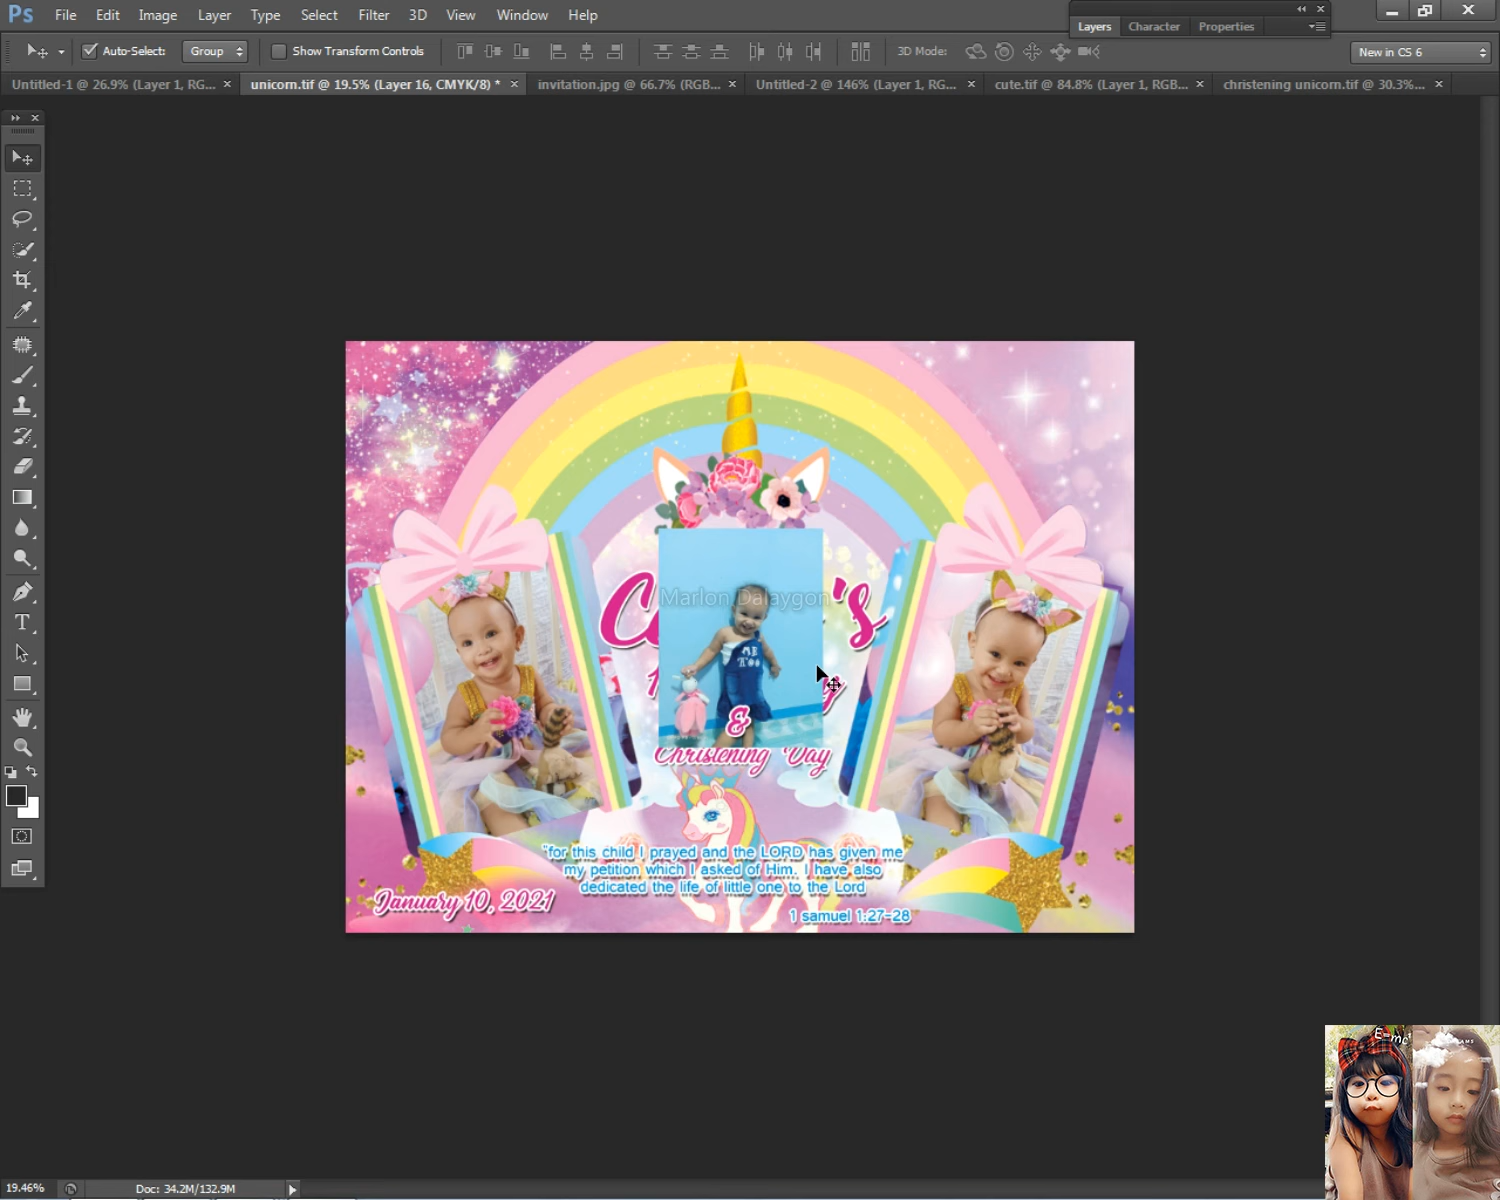 Ps File Edit Image Layer Type Select Filter 3D View Window Help
Layers Character Properties
Auto-Select: Group Show Transform Controls 3D Mode: New in CS 6
Untitled-1 @ 26.9% (Layer 1, RG... × unicorn.tif @ 19.5% (Layer 16, CMYK/8) * × invitation.jpg @ 66.7% (RGB... × Untitled-2 @ 146% (Layer 1, RG... × cute.tif @ 84.8% (Layer 1, RGB... × christening unicorn.tif @ 30.3%... ×
Marlon Dalaygon
'S
ME
TOO
&
Christening Day
"for this child I prayed and the LORD has given me
my petition which I asked of Him. I have also
dedicated the life of little one to the Lord
January 10, 2021
1 samuel 1:27-28
E=mc²
19.46% Doc: 34.2M/132.9M